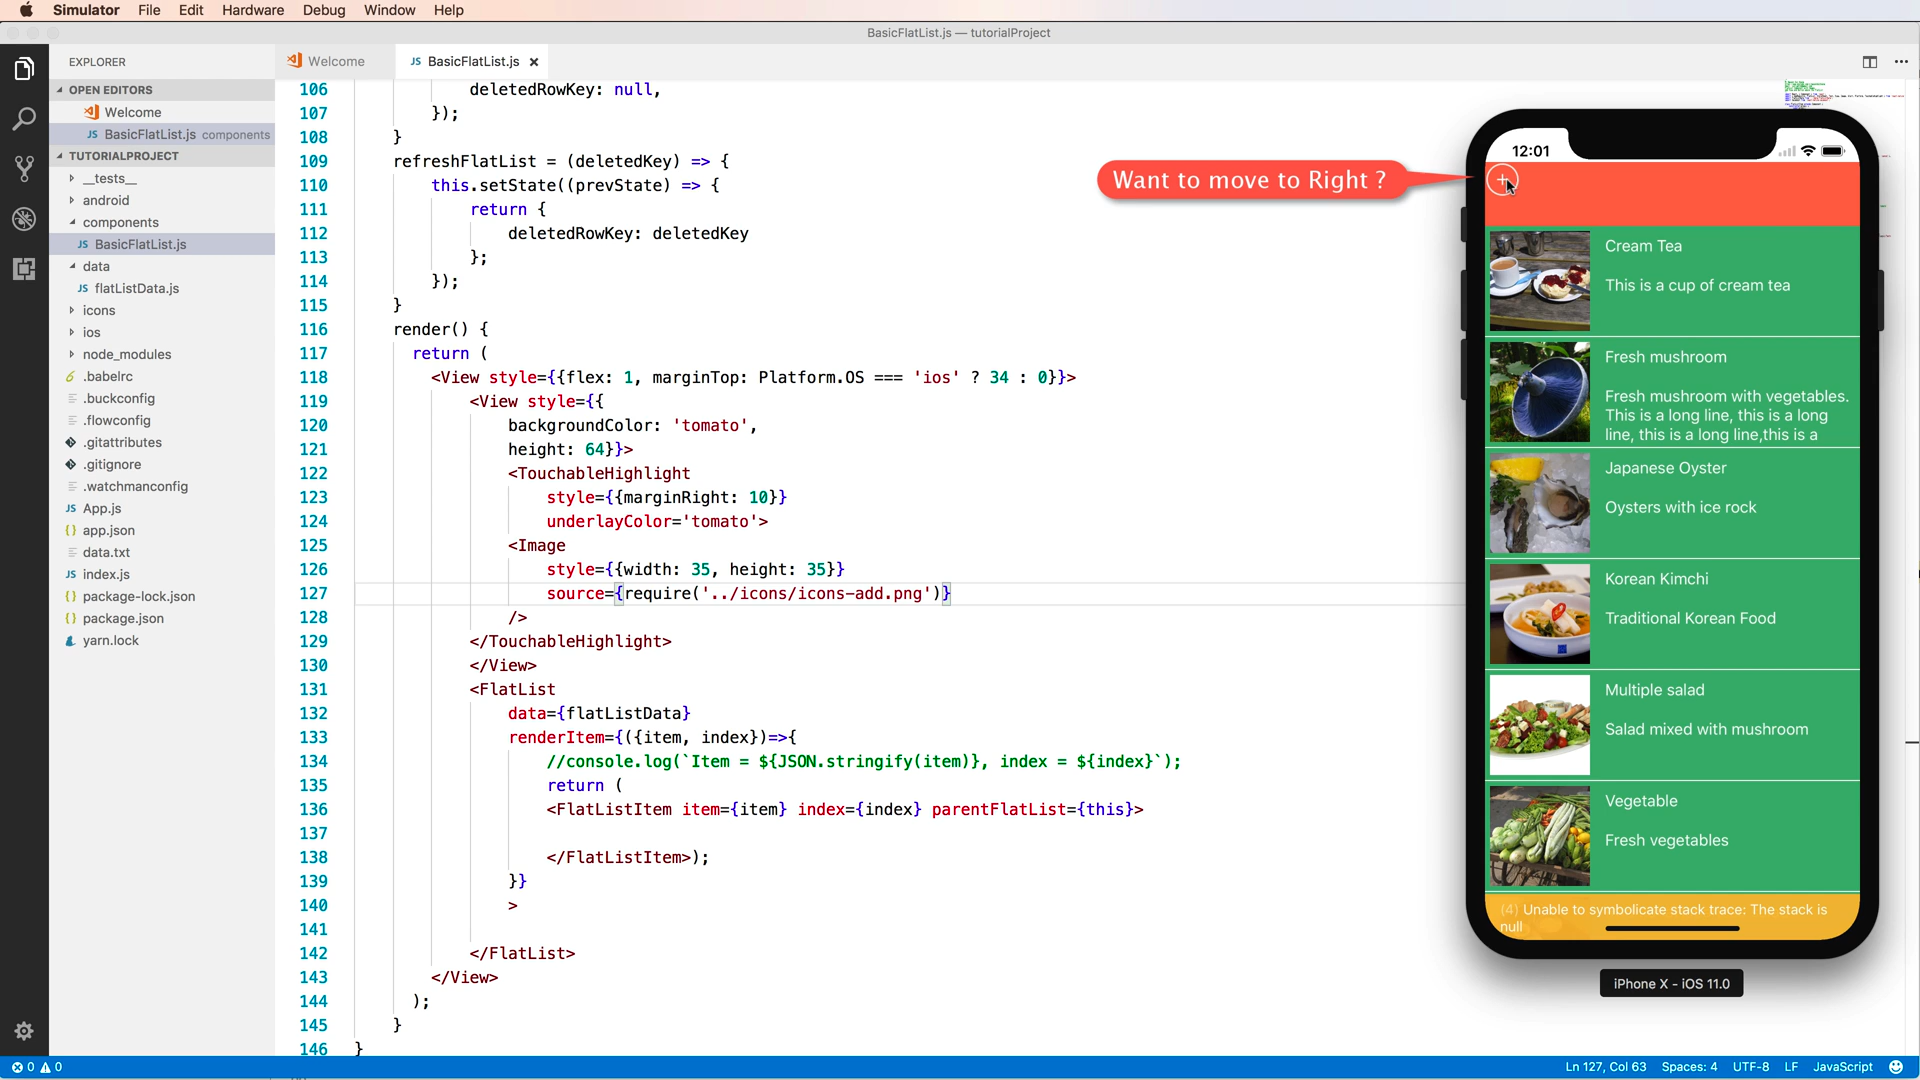 Simulator File Edit Hardware Debug Window Help
BasicFlatList.js — tutorialProject
EXPLORER
OPEN EDITORS
Welcome
BasicFlatList.js components
TUTORIALPROJECT
__tests__
android
components
BasicFlatList.js
data
flatListData.js
icons
ios
node_modules
.babelrc
.buckconfig
.flowconfig
.gitattributes
.gitignore
.watchmanconfig
App.js
app.json
data.txt
index.js
package-lock.json
package.json
yarn.lock
Welcome JS BasicFlatList.js
106 deletedRowKey: null,
107 });
108 }
109 refreshFlatList = (deletedKey) => {
110 this.setState((prevState) => {
111 return {
112 deletedRowKey: deletedKey
113 };
114 });
115 }
116 render() {
117 return (
118 <View style={{flex: 1, marginTop: Platform.OS === 'ios' ? 34 : 0}}>
119 <View style={{
120 backgroundColor: 'tomato',
121 height: 64}}>
122 <TouchableHighlight
123 style={{marginRight: 10}}
124 underlayColor='tomato'>
125 <Image
126 style={{width: 35, height: 35}}
127 source={require('../icons/icons-add.png')}
128 />
129 </TouchableHighlight>
130 </View>
131 <FlatList
132 data={flatListData}
133 renderItem={({item, index})=>{
134 //console.log(`Item = ${JSON.stringify(item)}, index = ${index}`);
135 return (
136 <FlatListItem item={item} index={index} parentFlatList={this}>
137
138 </FlatListItem>);
139 }}
140 >
141
142 </FlatList>
143 </View>
144 );
145 }
146 }
Want to move to Right ?
12:01
Cream Tea
This is a cup of cream tea
Fresh mushroom
Fresh mushroom with vegetables.
This is a long line, this is a long
line, this is a long line,this is a
Japanese Oyster
Oysters with ice rock
Korean Kimchi
Traditional Korean Food
Multiple salad
Salad mixed with mushroom
Vegetable
Fresh vegetables
(4) Unable to symbolicate stack trace: The stack is
null
iPhone X - iOS 11.0
0 0 Ln 127, Col 63 Spaces: 4 UTF-8 LF JavaScript